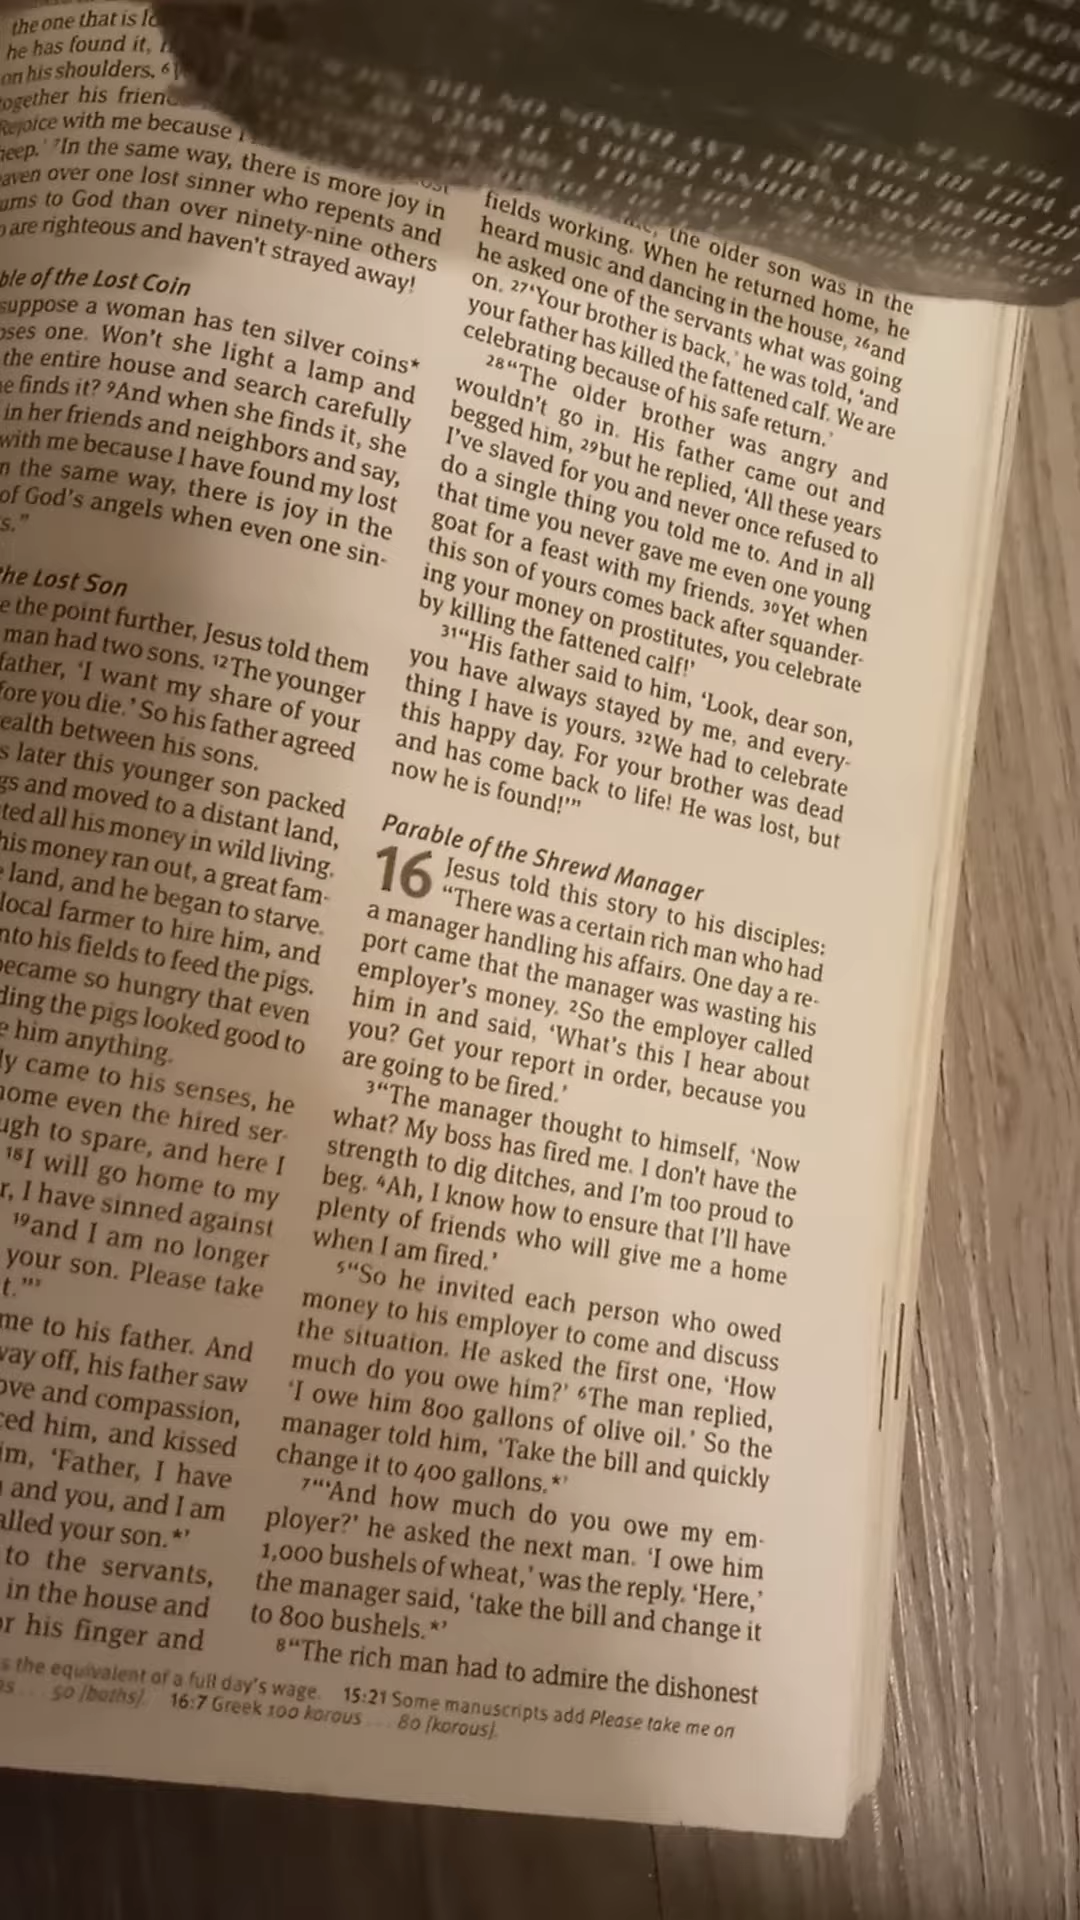 the one that is
he has found it,
on his shoulders. 6
together his
Rejoice with me because
heep.' 7In the same way, there is more joy in
aven over one lost sinner who repents and
urns to God than over ninety-nine others
o are righteous and haven't strayed away!
ble of the Lost Coin
suppose a woman has ten silver coins*
oses one. Won't she light a lamp and
the entire house and search carefully
e finds it? 9And when she finds it, she
in her friends and neighbors and say,
with me because I have found my lost
n the same way, there is joy in the
of God's angels when even one sin-
s."
the Lost Son
e the point further, Jesus told them
man had two sons. 12The younger
father, 'I want my share of your
fore you die.' So his father agreed
ealth between his sons.
s later this younger son packed
gs and moved to a distant land,
ted all his money in wild living.
his money ran out, a great fam-
land, and he began to starve.
local farmer to hire him, and
nto his fields to feed the pigs.
became so hungry that even
ding the pigs looked good to
e him anything.
ly came to his senses, he
home even the hired ser-
ugh to spare, and here I
18I will go home to my
r, I have sinned against
19and I am no longer
your son. Please take
t."'
me to his father. And
way off, his father saw
ove and compassion,
ced him, and kissed
im, 'Father, I have
and you, and I am
alled your son.*'
to the servants,
in the house and
or his finger and
the older son was in the
fields working. When he returned home, he
heard music and dancing in the house, 26and
he asked one of the servants what was going
on. 27'Your brother is back,' he was told, 'and
your father has killed the fattened calf. We are
celebrating because of his safe return.'
28"The older brother was angry and
wouldn't go in. His father came out and
begged him, 29but he replied, 'All these years
I've slaved for you and never once refused to
do a single thing you told me to. And in all
that time you never gave me even one young
goat for a feast with my friends. 30Yet when
this son of yours comes back after squander-
ing your money on prostitutes, you celebrate
by killing the fattened calf!'
31"His father said to him, 'Look, dear son,
you have always stayed by me, and every-
thing I have is yours. 32We had to celebrate
this happy day. For your brother was dead
and has come back to life! He was lost, but
now he is found!'"
Parable of the Shrewd Manager
16 Jesus told this story to his disciples:
"There was a certain rich man who had
a manager handling his affairs. One day a re-
port came that the manager was wasting his
employer's money. 2So the employer called
him in and said, 'What's this I hear about
you? Get your report in order, because you
are going to be fired.'
3"The manager thought to himself, 'Now
what? My boss has fired me. I don't have the
strength to dig ditches, and I'm too proud to
beg. 4Ah, I know how to ensure that I'll have
plenty of friends who will give me a home
when I am fired.'
5"So he invited each person who owed
money to his employer to come and discuss
the situation. He asked the first one, 'How
much do you owe him?' 6The man replied,
'I owe him 800 gallons of olive oil.' So the
manager told him, 'Take the bill and quickly
change it to 400 gallons.*'
7"'And how much do you owe my em-
ployer?' he asked the next man. 'I owe him
1,000 bushels of wheat,' was the reply. 'Here,'
the manager said, 'take the bill and change it
to 800 bushels.*'
8"The rich man had to admire the dishonest
s the equivalent of a full day's wage. 15:21 Some manuscripts add Please take me on
50 [baths]. 16:7 Greek 100 korous . . . 80 [korous].